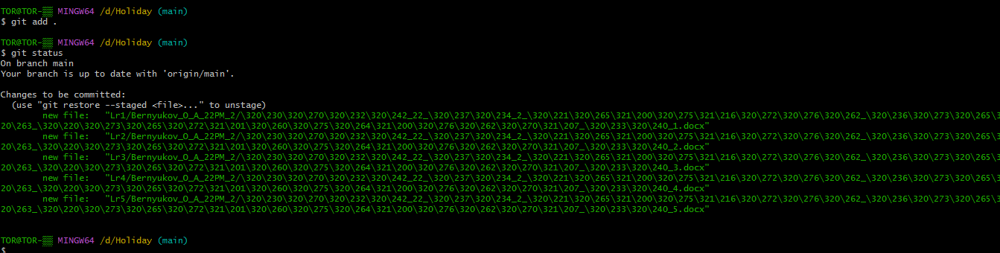 TOR@TOR-▒▒ MINGW64 /d/Holiday (main)
$ git add .
TOR@TOR-▒▒ MINGW64 /d/Holiday (main)
$ git status
On branch main
Your branch is up to date with 'origin/main'.
Changes to be committed:
(use "git restore --staged <file>..." to unstage)
new file: "Lr1/Bernyukov_O_A_22PM_2/\320\230\320\270\320\232\320\242_22_\320\237\320\234_2_\320\221\320\265\321\200\320\275\321\216\320\272\320\276\320\262_\320\236\320\273\320\265\3
20\263_\320\220\320\273\320\265\320\272\321\201\320\260\320\275\320\264\321\200\320\276\320\262\320\270\321\207_\320\233\320\240_1.docx"
new file: "Lr2/Bernyukov_O_A_22PM_2/\320\230\320\270\320\232\320\242_22_\320\237\320\234_2_\320\221\320\265\321\200\320\275\321\216\320\272\320\276\320\262_\320\236\320\273\320\265\3
20\263_\320\220\320\273\320\265\320\272\321\201\320\260\320\275\320\264\321\200\320\276\320\262\320\270\321\207_\320\233\320\240_2.docx"
new file: "Lr3/Bernyukov_O_A_22PM_2/\320\230\320\270\320\232\320\242_22_\320\237\320\234_2_\320\221\320\265\321\200\320\275\321\216\320\272\320\276\320\262_\320\236\320\273\320\265\3
20\263_\320\220\320\273\320\265\320\272\321\201\320\260\320\275\320\264\321\200\320\276\320\262\320\270\321\207_\320\233\320\240_3.docx"
new file: "Lr4/Bernyukov_O_A_22PM_2/\320\230\320\270\320\232\320\242_22_\320\237\320\234_2_\320\221\320\265\321\200\320\275\321\216\320\272\320\276\320\262_\320\236\320\273\320\265\3
20\263_\320\220\320\273\320\265\320\272\321\201\320\260\320\275\320\264\321\200\320\276\320\262\320\270\321\207_\320\233\320\240_4.docx"
new file: "Lr5/Bernyukov_O_A_22PM_2/\320\230\320\270\320\232\320\242_22_\320\237\320\234_2_\320\221\320\265\321\200\320\275\321\216\320\272\320\276\320\262_\320\236\320\273\320\265\3
20\263_\320\220\320\273\320\265\320\272\321\201\320\260\320\275\320\264\321\200\320\276\320\262\320\270\321\207_\320\233\320\240_5.docx"
TOR@TOR-▒▒ MINGW64 /d/Holiday (main)
$